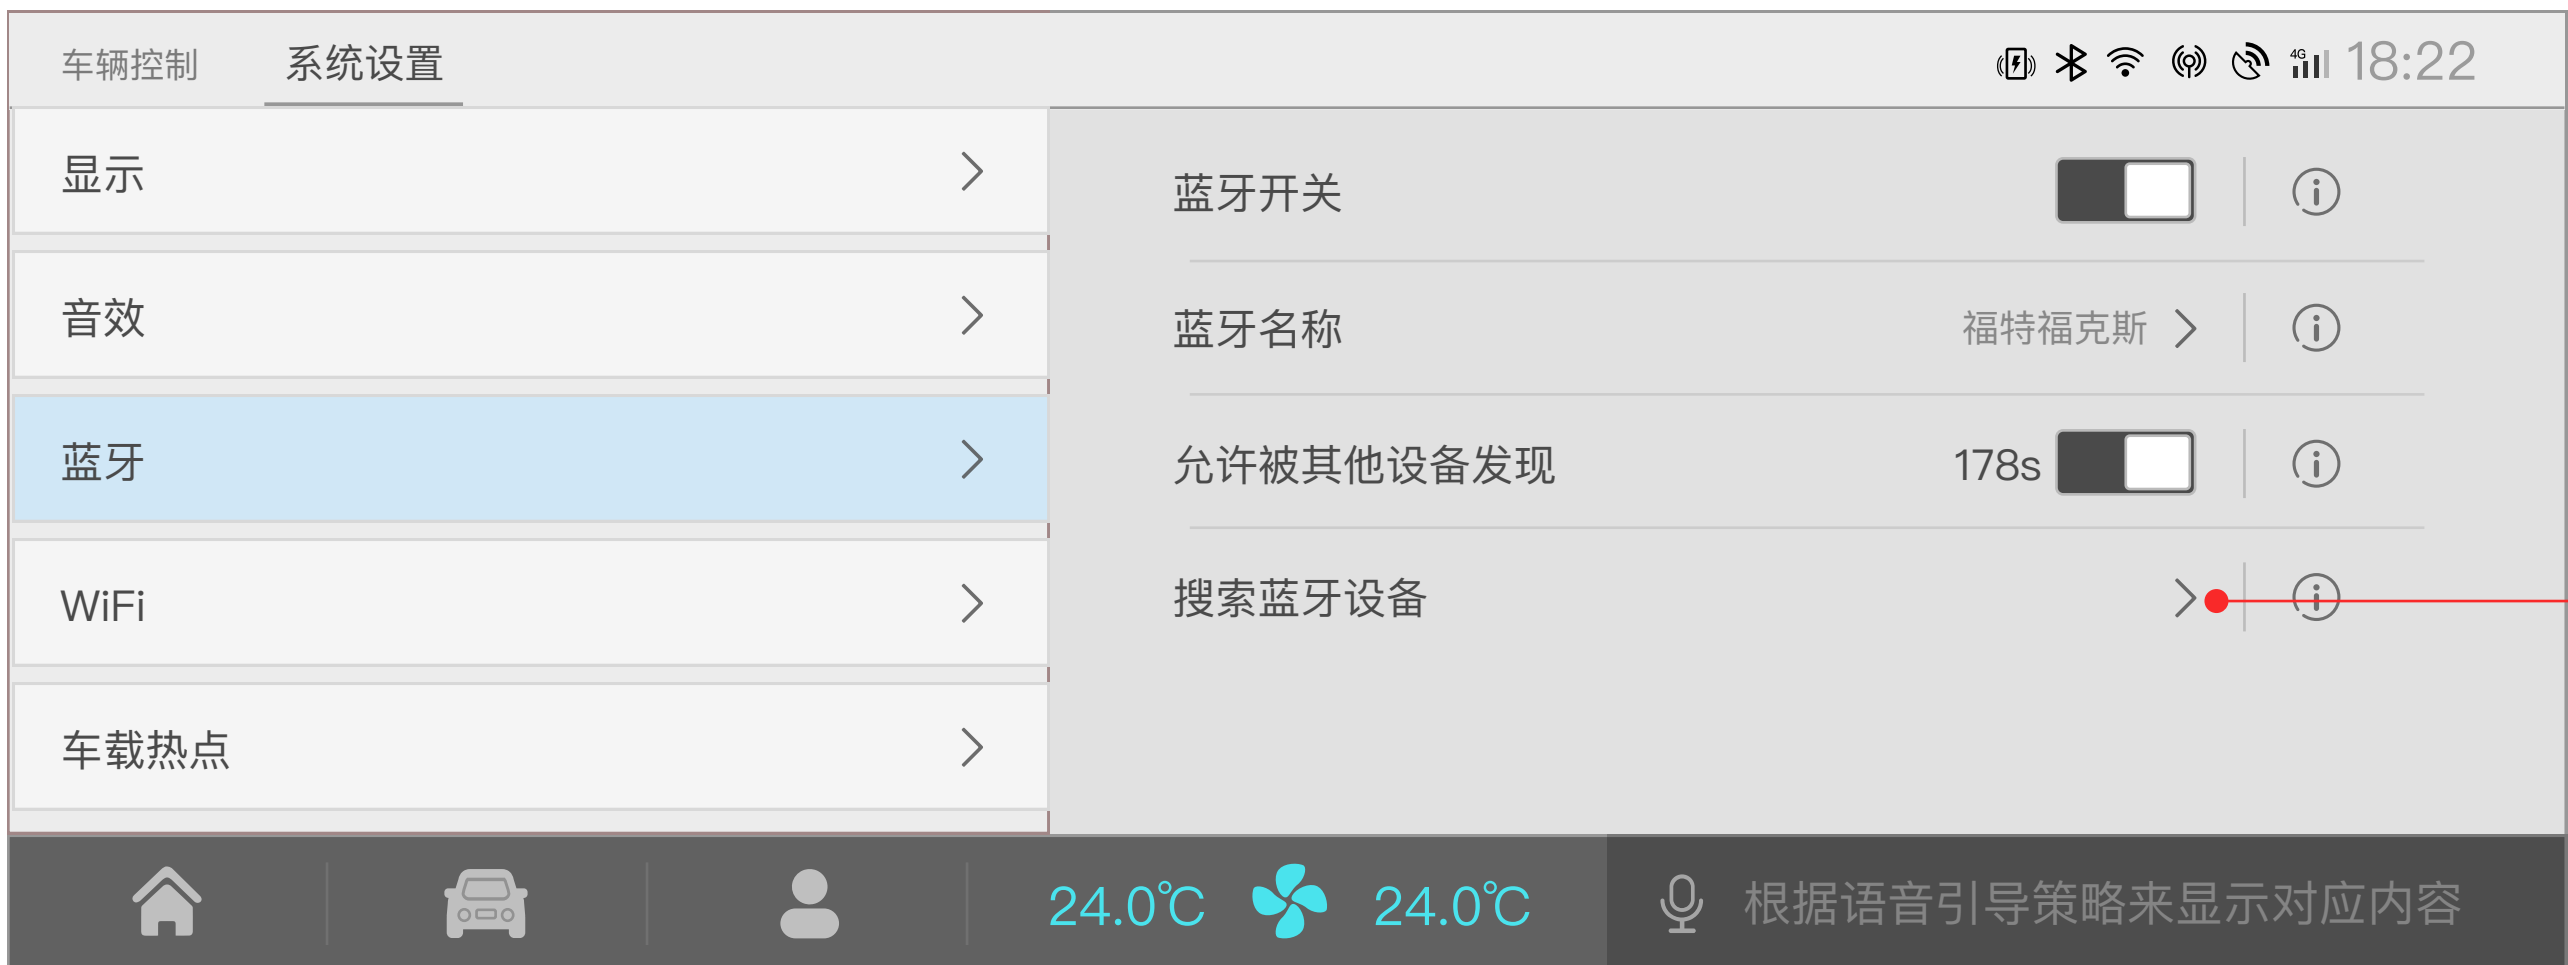 车辆控制 系统设置 4G 18:22
显示
音效
蓝牙
WiFi
车载热点
蓝牙开关
蓝牙名称 福特福克斯
允许被其他设备发现 178s
搜索蓝牙设备
24.0℃ 24.0℃ 根据语音引导策略来显示对应内容